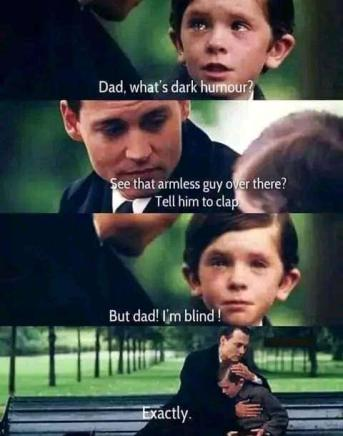 Dad, what's dark humour?
See that armless guy over there?
Tell him to clap.
But dad! I'm blind !
Exactly.